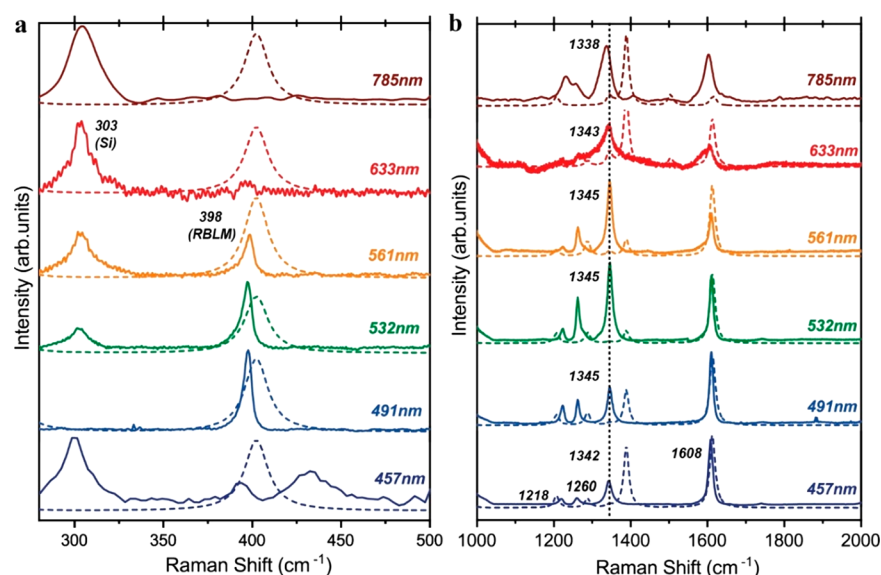 a
785nm
633nm
561nm
532nm
491nm
457nm
303
(Si)
398
(RBLM)
Intensity (arb.units)
300
350
400
450
500
Raman Shift (cm⁻¹)
b
1338
785nm
1343
633nm
1345
561nm
1345
532nm
1345
491nm
1342
1608
1218
1260
457nm
Intensity (arb.units)
1000
1200
1400
1600
1800
2000
Raman Shift (cm⁻¹)